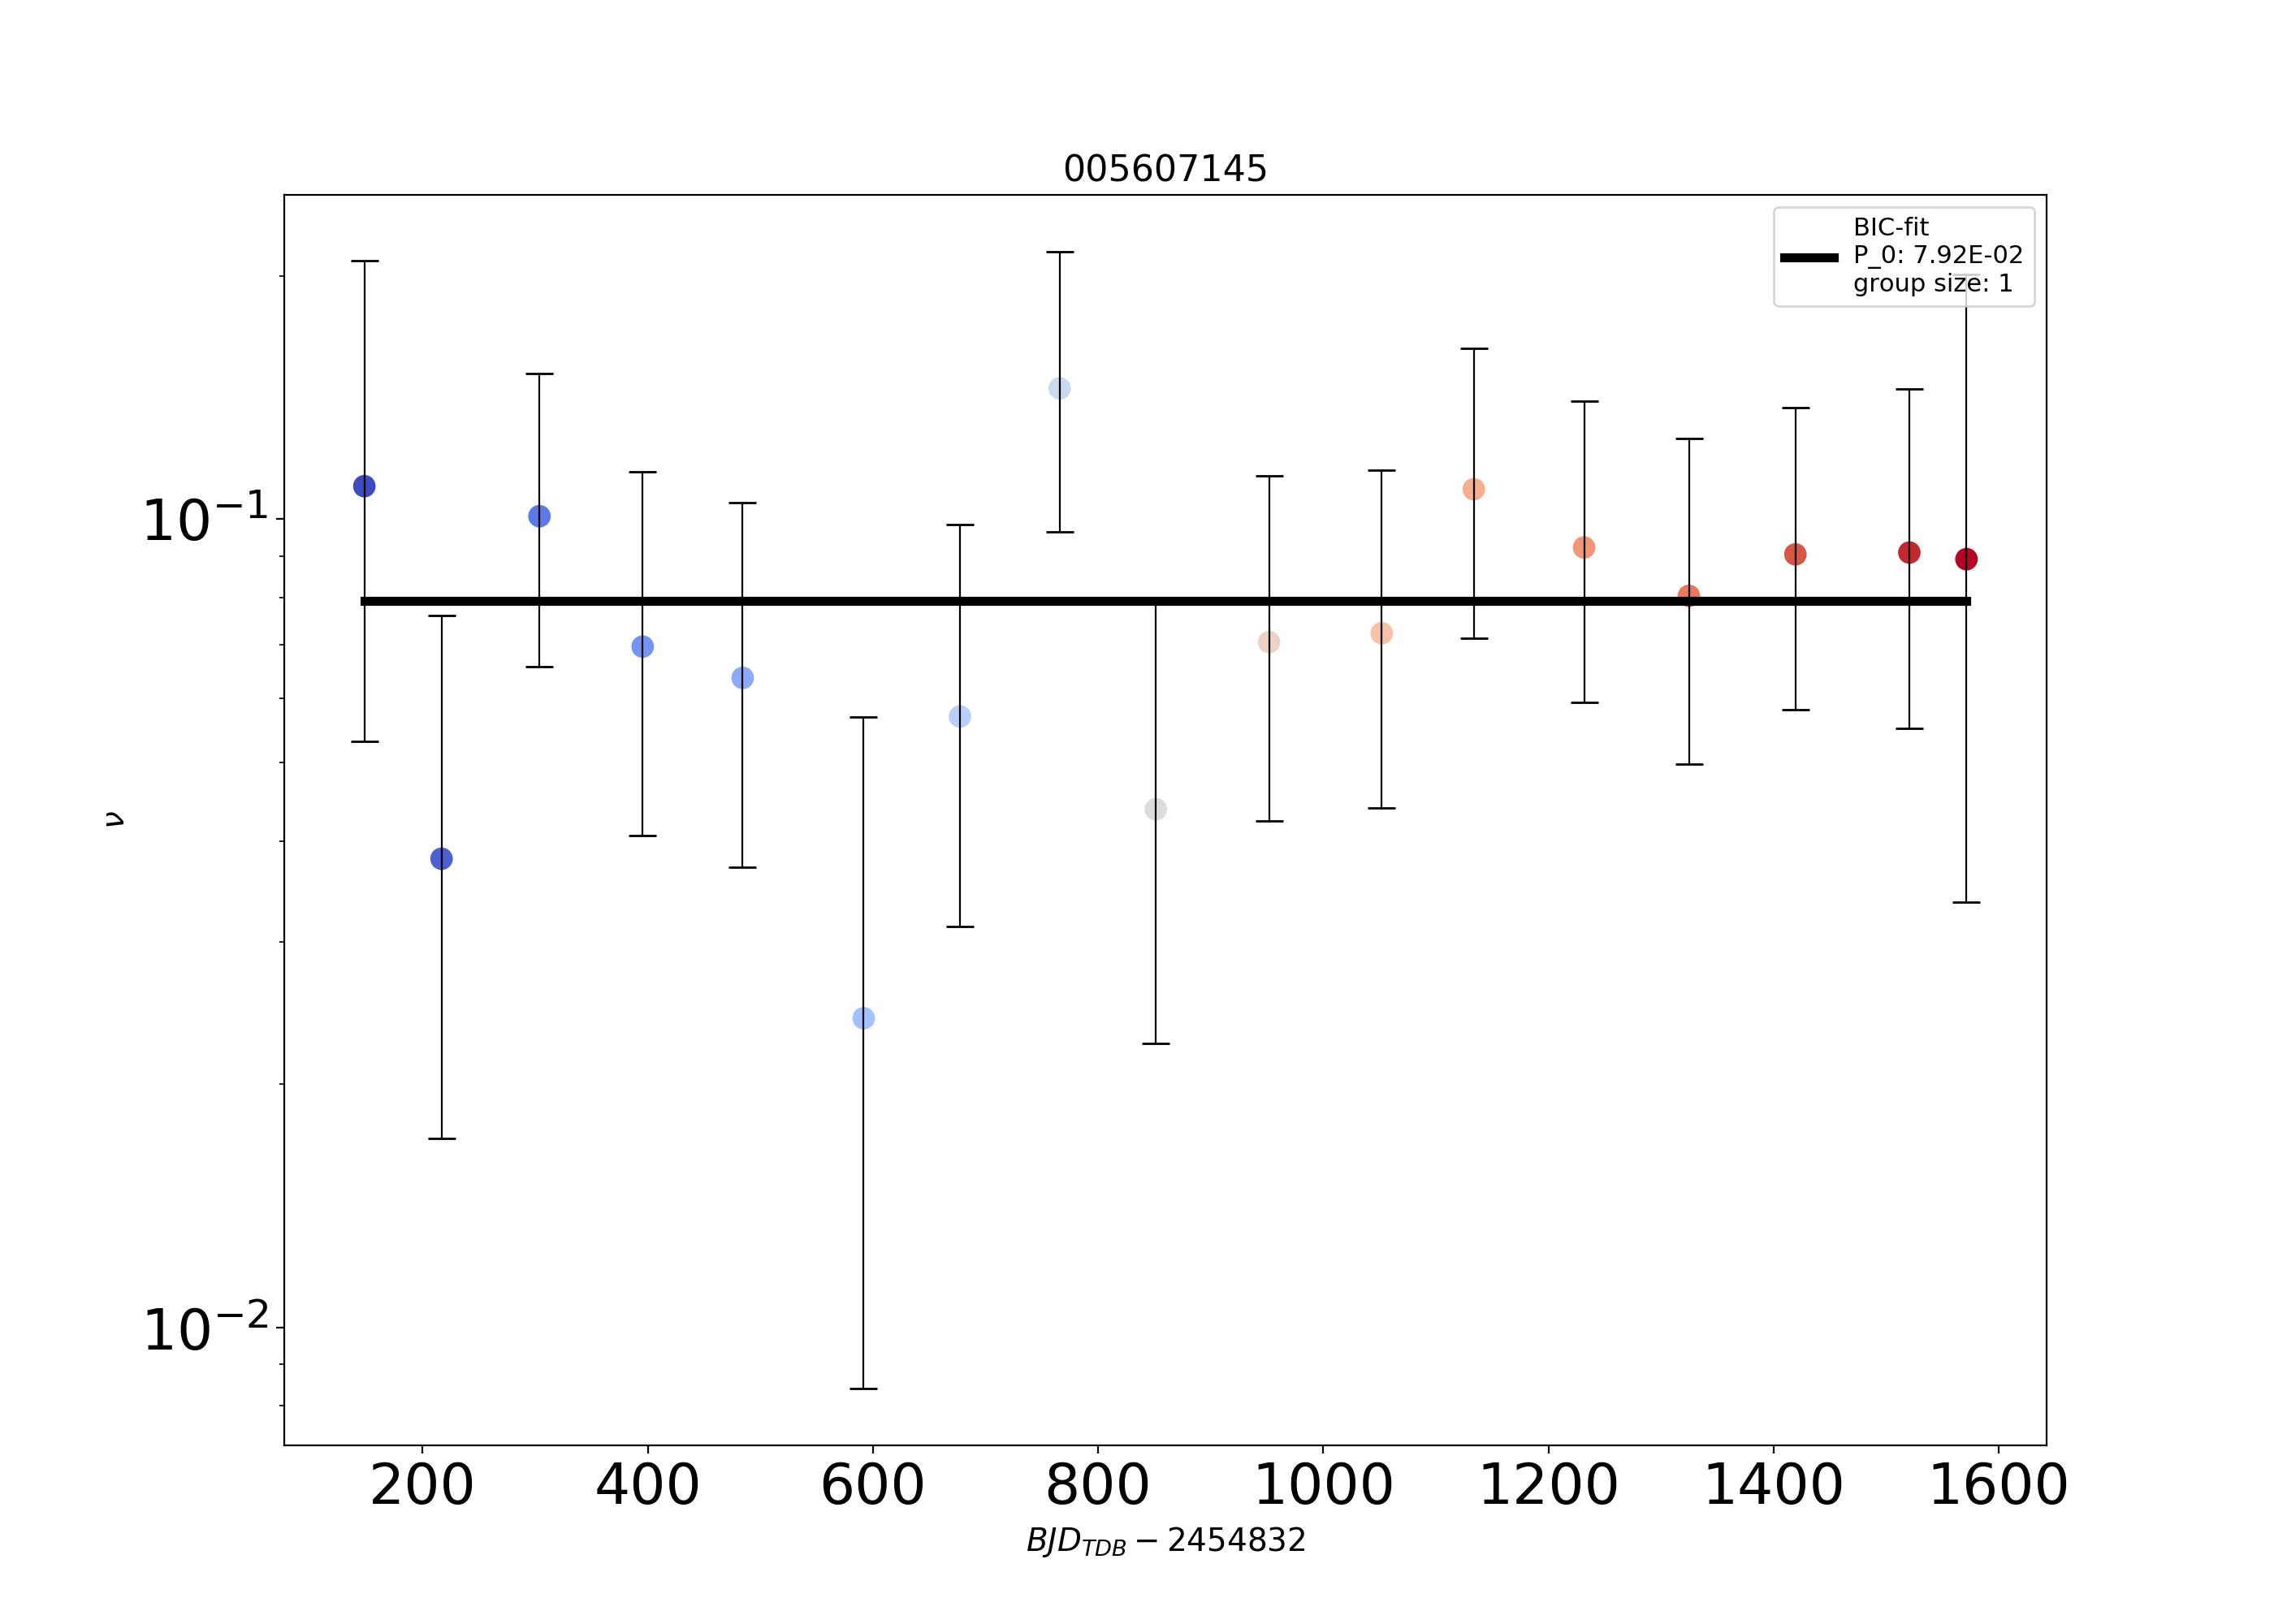 005607145
BIC-fit
P_0: 7.92E-02
group size: 1
10⁻¹
10⁻²
ν
200 400 600 800 1000 1200 1400 1600
BJD_TDB − 2454832